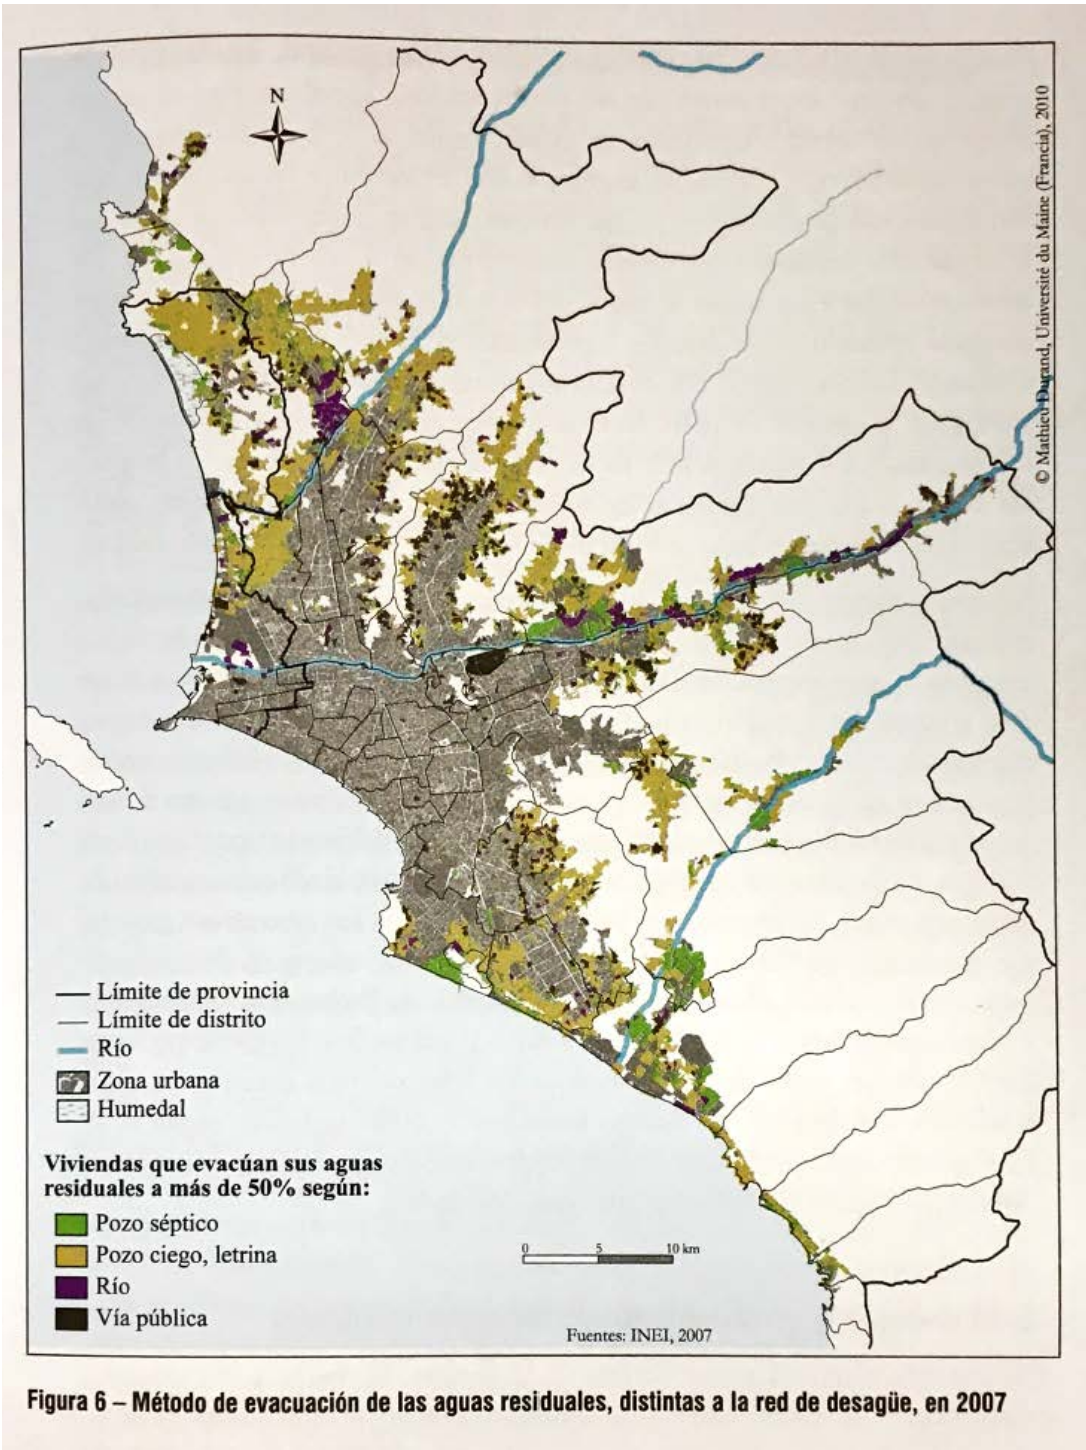 N
© Mathieu Durand, Université du Maine (Francia), 2010
Límite de provincia
Límite de distrito
Río
Zona urbana
Humedal
Viviendas que evacúan sus aguas
residuales a más de 50% según:
Pozo séptico
Pozo ciego, letrina
Río
Vía pública
0 5 10 km
Fuentes: INEI, 2007
Figura 6 – Método de evacuación de las aguas residuales, distintas a la red de desagüe, en 2007